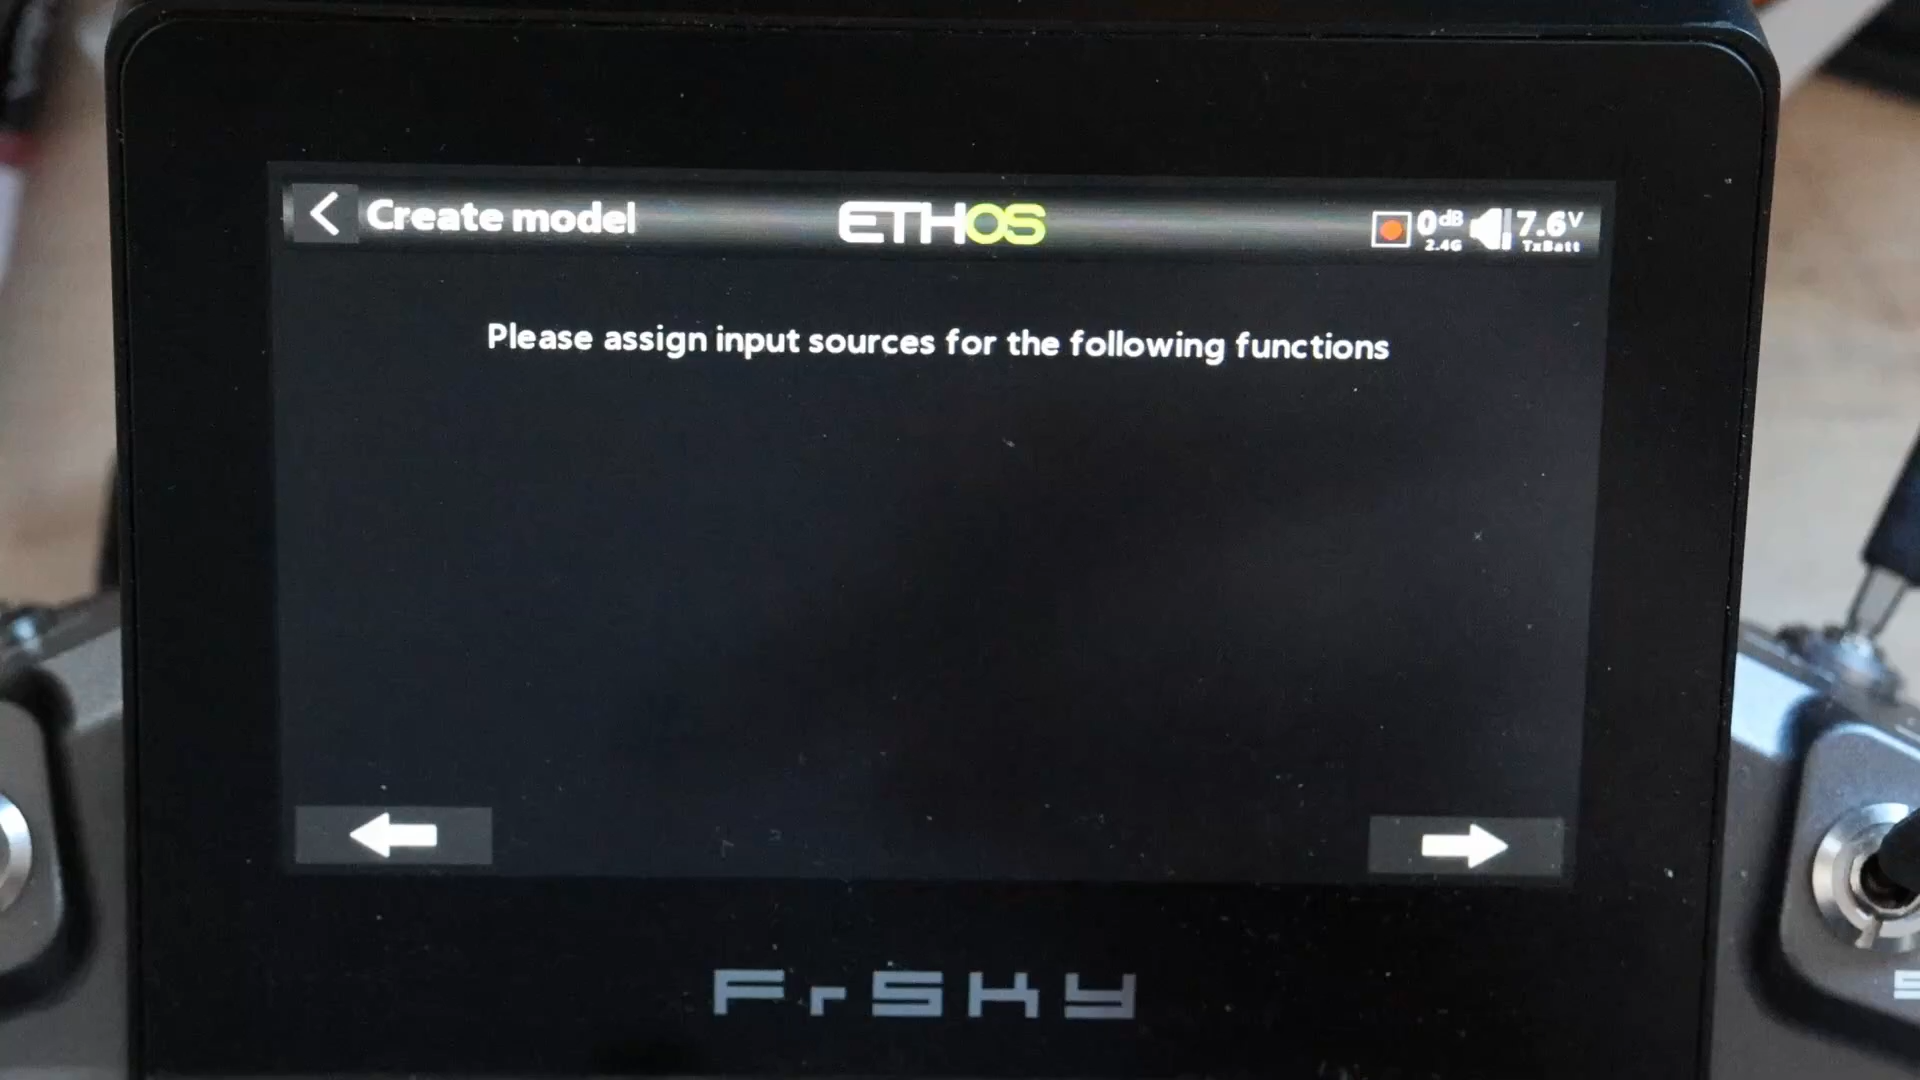 Create model
ETHOS
0dB
2.4G
7.6V
TxBatt
Please assign input sources for the following functions
FrSKY